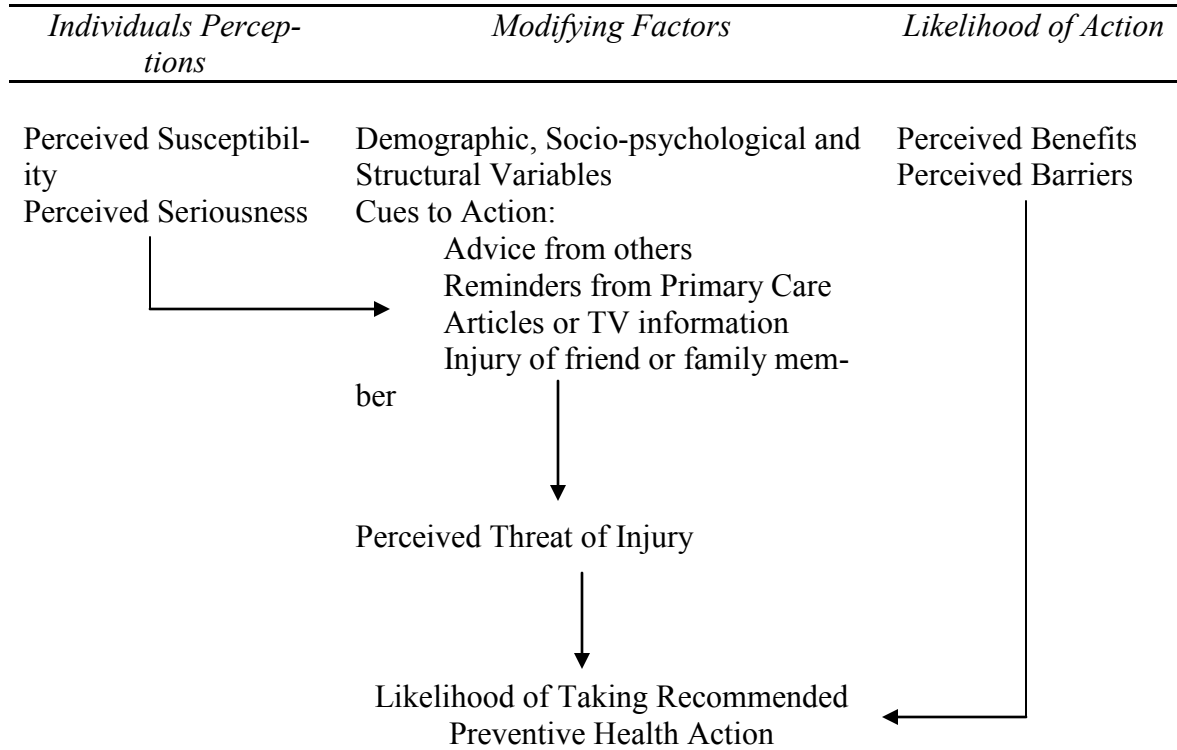 Individuals Percep-
tions
Modifying Factors
Likelihood of Action
Perceived Susceptibil-
ity
Perceived Seriousness
Demographic, Socio-psychological and
Structural Variables
Cues to Action:
Advice from others
Reminders from Primary Care
Articles or TV information
Injury of friend or family mem-
ber
Perceived Benefits
Perceived Barriers
Perceived Threat of Injury
Likelihood of Taking Recommended
Preventive Health Action